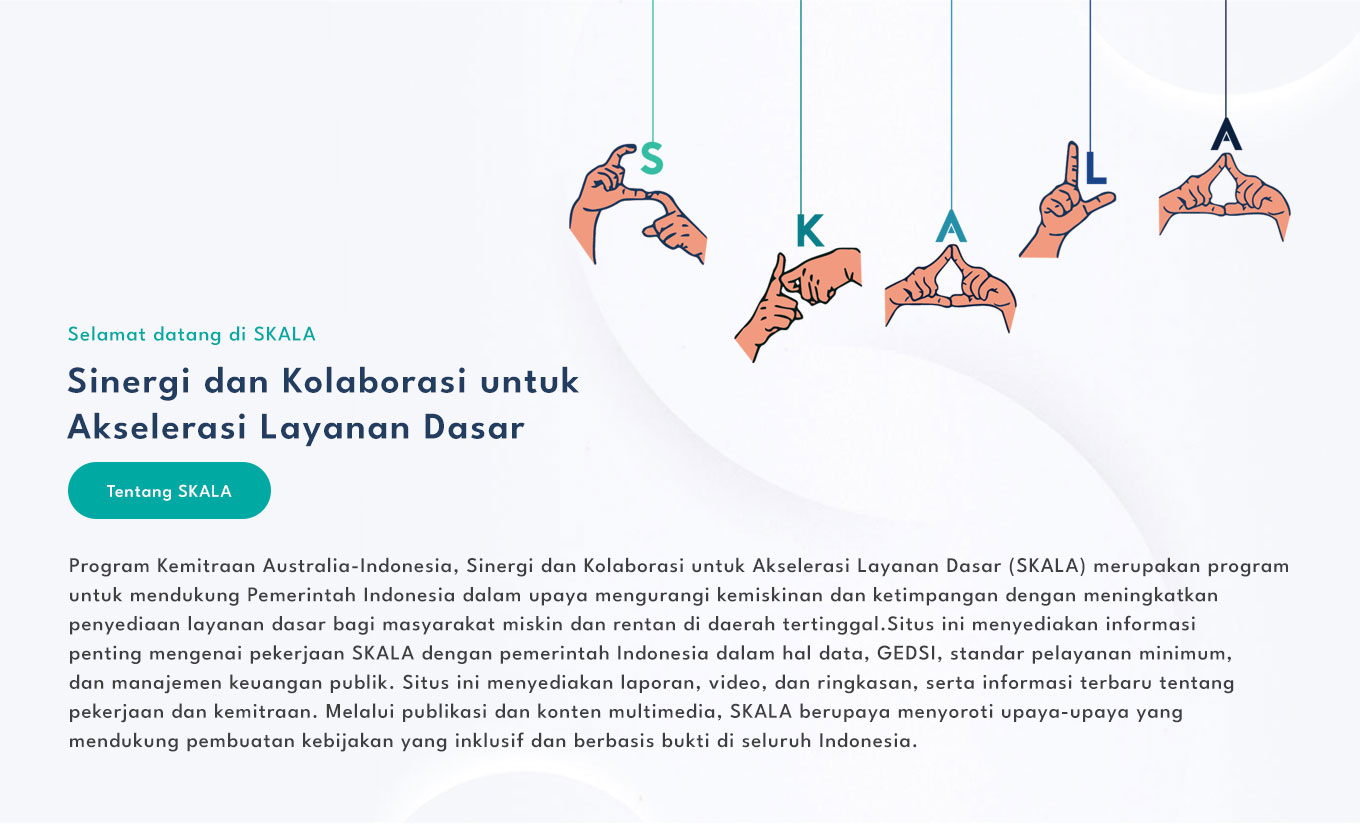 S
K
A
L
A
Selamat datang di SKALA
Sinergi dan Kolaborasi untuk
Akselerasi Layanan Dasar
Tentang SKALA
Program Kemitraan Australia-Indonesia, Sinergi dan Kolaborasi untuk Akselerasi Layanan Dasar (SKALA) merupakan program
untuk mendukung Pemerintah Indonesia dalam upaya mengurangi kemiskinan dan ketimpangan dengan meningkatkan
penyediaan layanan dasar bagi masyarakat miskin dan rentan di daerah tertinggal.Situs ini menyediakan informasi
penting mengenai pekerjaan SKALA dengan pemerintah Indonesia dalam hal data, GEDSI, standar pelayanan minimum,
dan manajemen keuangan publik. Situs ini menyediakan laporan, video, dan ringkasan, serta informasi terbaru tentang
pekerjaan dan kemitraan. Melalui publikasi dan konten multimedia, SKALA berupaya menyoroti upaya-upaya yang
mendukung pembuatan kebijakan yang inklusif dan berbasis bukti di seluruh Indonesia.